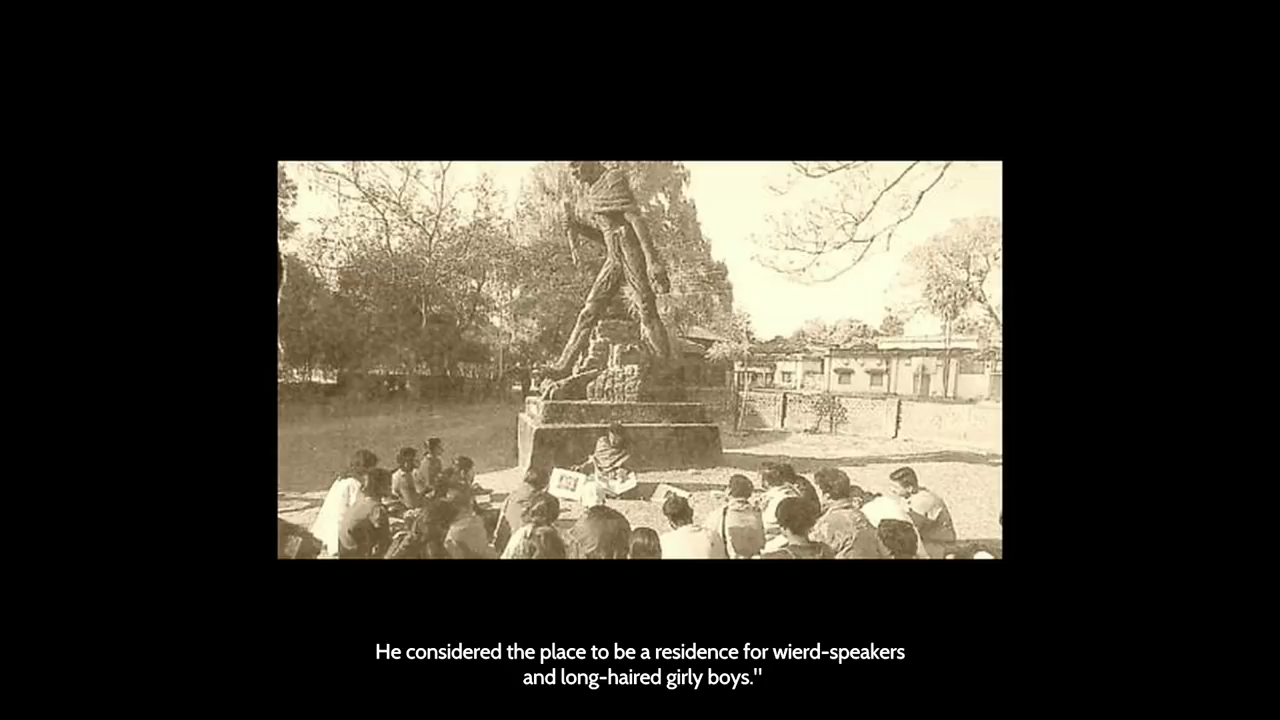 He considered the place to be a residence for wierd-speakers
and long-haired girly boys."